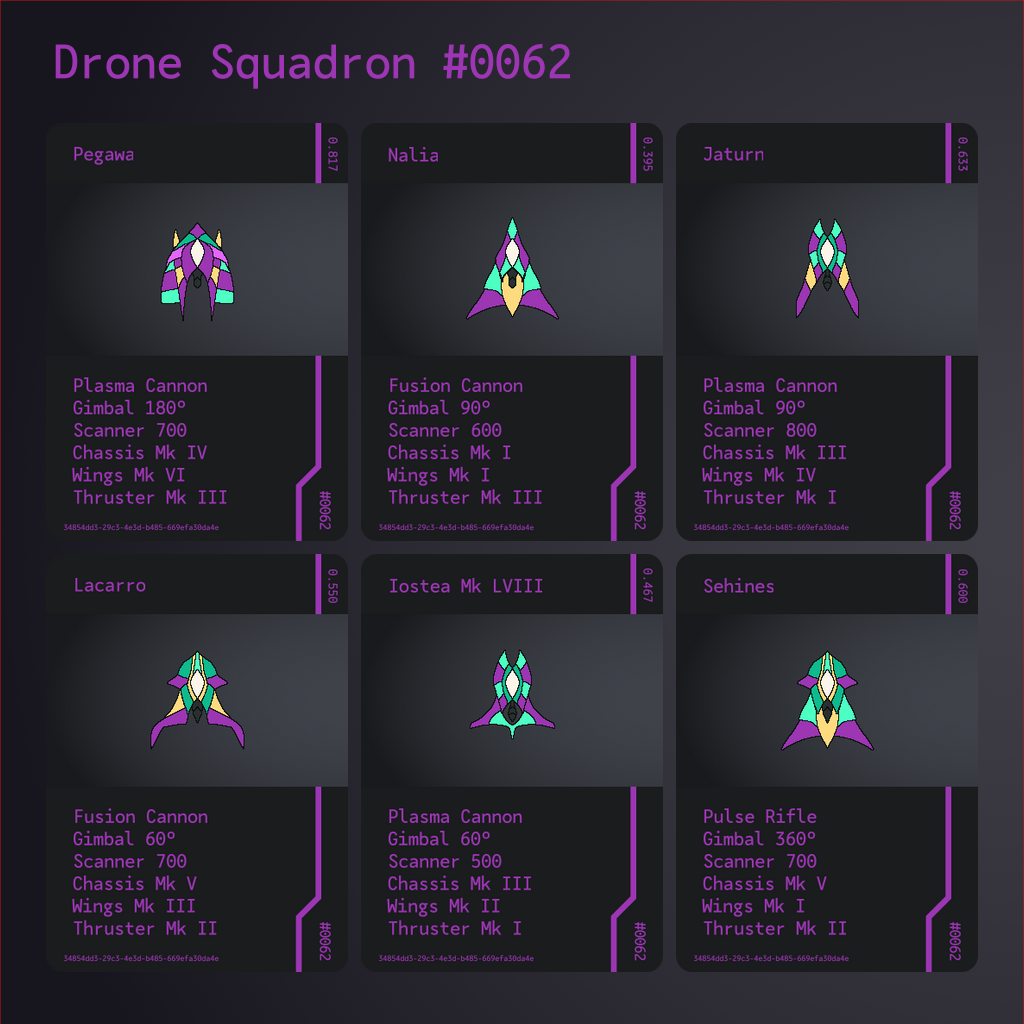 Drone Squadron #0062
Pegawa
0.817
Plasma Cannon
Gimbal 180º
Scanner 700
Chassis Mk IV
Wings Mk VI
Thruster Mk III
#0062
34854dd3-29c3-4e3d-b485-669efa30da4e
Nalia
0.395
Fusion Cannon
Gimbal 90º
Scanner 600
Chassis Mk I
Wings Mk I
Thruster Mk III
#0062
34854dd3-29c3-4e3d-b485-669efa30da4e
Jaturn
0.633
Plasma Cannon
Gimbal 90º
Scanner 800
Chassis Mk III
Wings Mk IV
Thruster Mk I
#0062
34854dd3-29c3-4e3d-b485-669efa30da4e
Lacarro
0.550
Fusion Cannon
Gimbal 60º
Scanner 700
Chassis Mk V
Wings Mk III
Thruster Mk II
#0062
34854dd3-29c3-4e3d-b485-669efa30da4e
Iostea Mk LVIII
0.467
Plasma Cannon
Gimbal 60º
Scanner 500
Chassis Mk III
Wings Mk II
Thruster Mk I
#0062
34854dd3-29c3-4e3d-b485-669efa30da4e
Sehines
0.600
Pulse Rifle
Gimbal 360º
Scanner 700
Chassis Mk V
Wings Mk I
Thruster Mk II
#0062
34854dd3-29c3-4e3d-b485-669efa30da4e